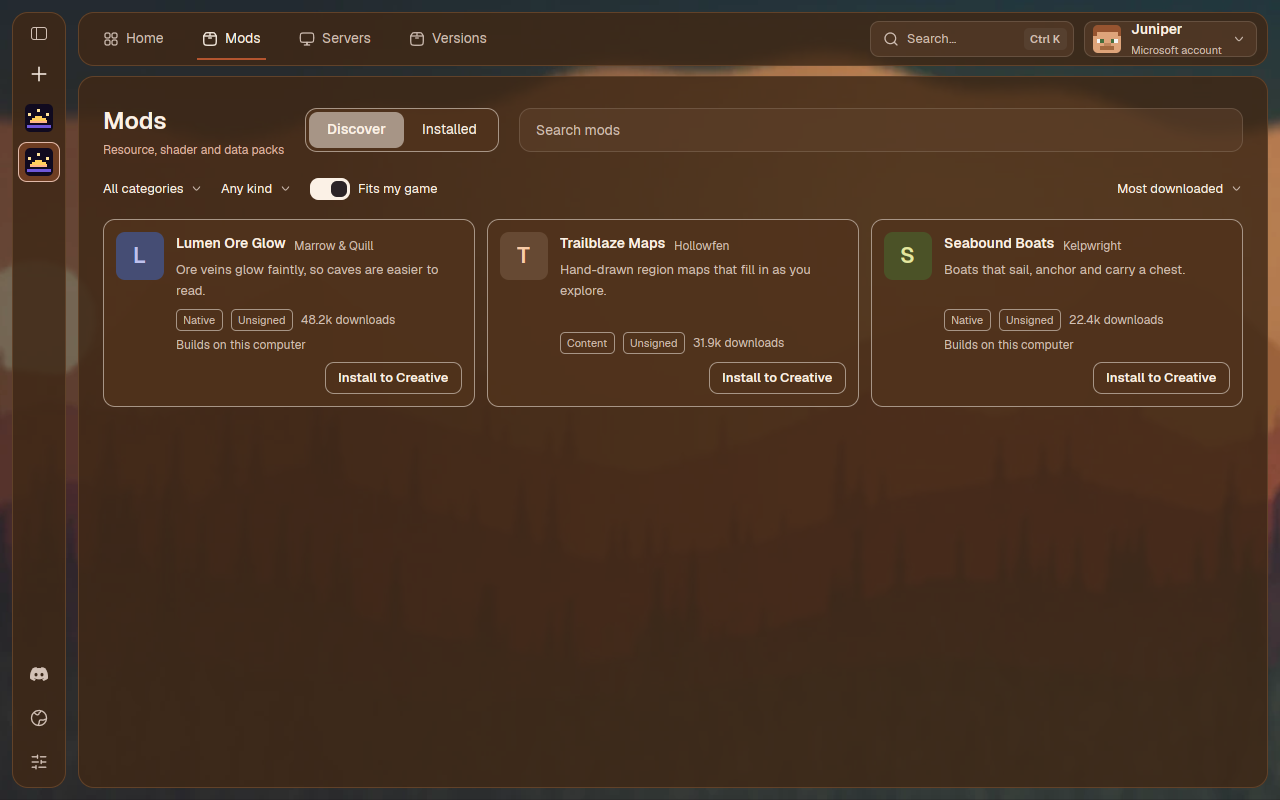 Home
Mods
Servers
Versions
Search...
Ctrl K
Juniper
Microsoft account
Mods
Resource, shader and data packs
Discover
Installed
Search mods
All categories
Any kind
Fits my game
Most downloaded
L
Lumen Ore Glow
Marrow & Quill
Ore veins glow faintly, so caves are easier to
read.
Native
Unsigned
48.2k downloads
Builds on this computer
Install to Creative
T
Trailblaze Maps
Hollowfen
Hand-drawn region maps that fill in as you
explore.
Content
Unsigned
31.9k downloads
Install to Creative
S
Seabound Boats
Kelpwright
Boats that sail, anchor and carry a chest.
Native
Unsigned
22.4k downloads
Builds on this computer
Install to Creative